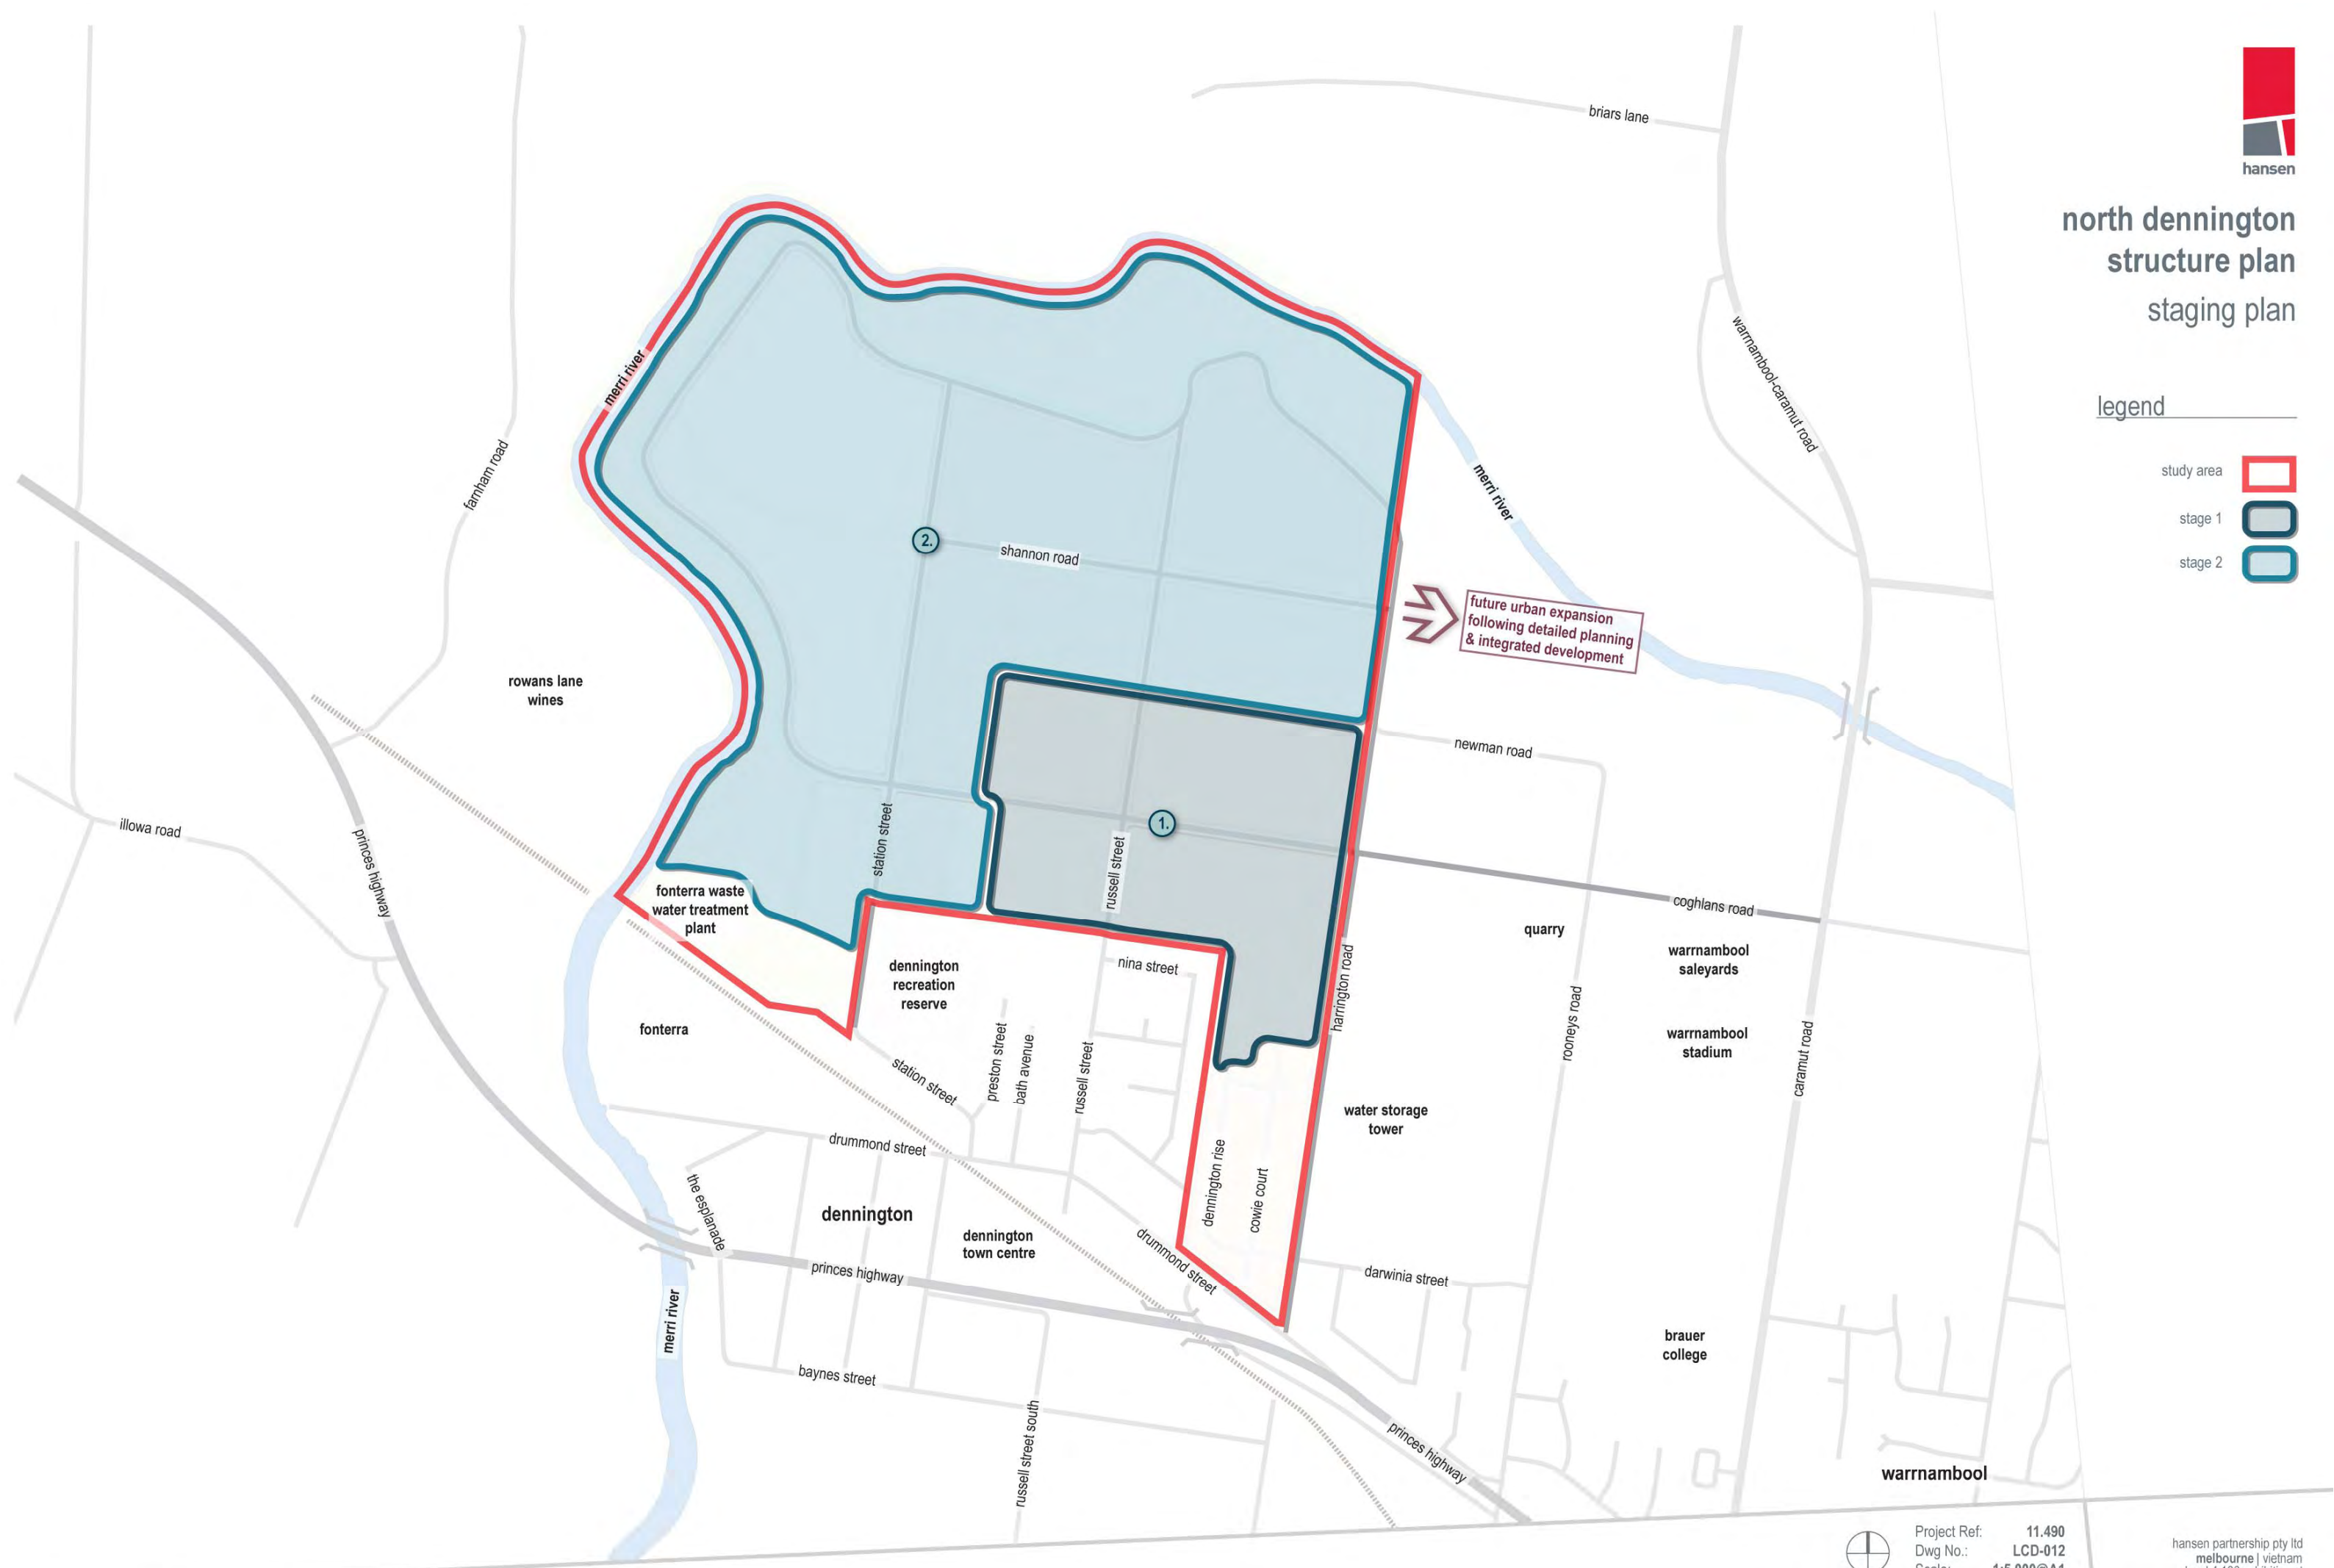 hansen
north dennington
structure plan
staging plan
legend
study area
stage 1
stage 2
briars lane
warrnambool-caramut road
merri river
farnham road
merri river
2.
shannon road
future urban expansion
following detailed planning
& integrated development
rowans lane
wines
newman road
illowa road
princes highway
station street
russell street
1.
fonterra waste
water treatment
plant
coghlans road
quarry
warrnambool
saleyards
dennington
recreation
reserve
nina street
harrington road
rooneys road
fonterra
warrnambool
stadium
caramut road
station street
preston street
bath avenue
russell street
water storage
tower
drummond street
dennington rise
cowie court
the esplanade
dennington
dennington
town centre
drummond street
princes highway
darwinia street
merri river
brauer
college
baynes street
russell street south
princes highway
warrnambool
Project Ref: 11.490
Dwg No.: LCD-012
hansen partnership pty ltd
melbourne | vietnam